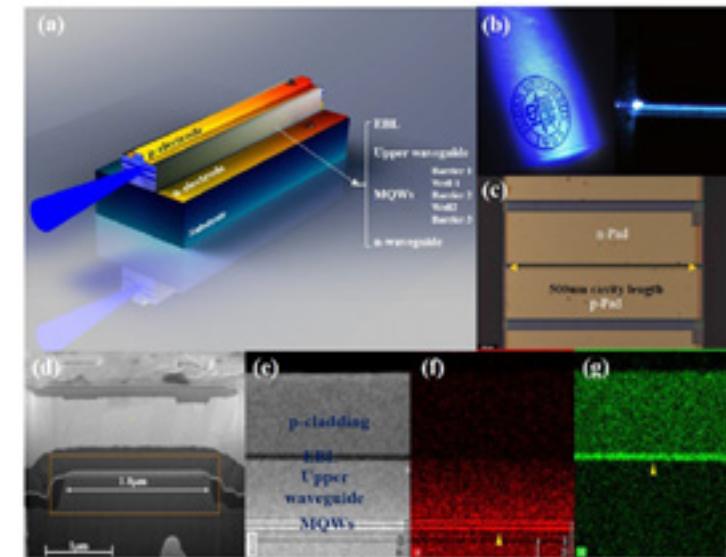 (a)
p-electrode
n-electrode
Substrate
EBL
Upper waveguide
MQWs
Barrier 1
Well 1
Barrier 2
Well2
Barrier 3
n-waveguide
(b)
(c)
n-Pad
500um cavity length
p-Pad
(d)
1.8μm
1μm
(e)
p-cladding
EBL
Upper
waveguide
MQWs
(f)
(g)